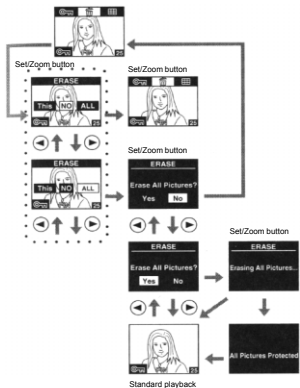 25
Set/Zoom button
ERASE
This NO ALL
25
Set/Zoom button
25
ERASE
This NO ALL
25
Set/Zoom button
ERASE
Erase All Pictures?
Yes No
ERASE
Erase All Pictures?
Yes No
Set/Zoom button
ERASE
Erasing All Pictures...
All Pictures Protected
Standard playback